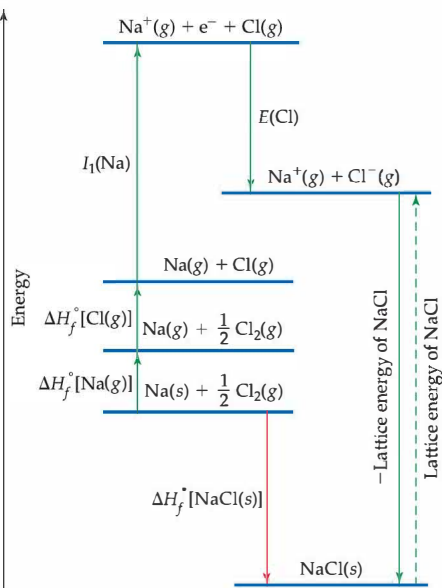 Na⁺(g) + e⁻ + Cl(g)
E(Cl)
I₁(Na)
Na⁺(g) + Cl⁻(g)
Na(g) + Cl(g)
Energy
ΔH°f[Cl(g)]
Na(g) + 1/2 Cl₂(g)
ΔH°f[Na(g)]
Na(s) + 1/2 Cl₂(g)
−Lattice energy of NaCl
Lattice energy of NaCl
ΔH°f[NaCl(s)]
NaCl(s)